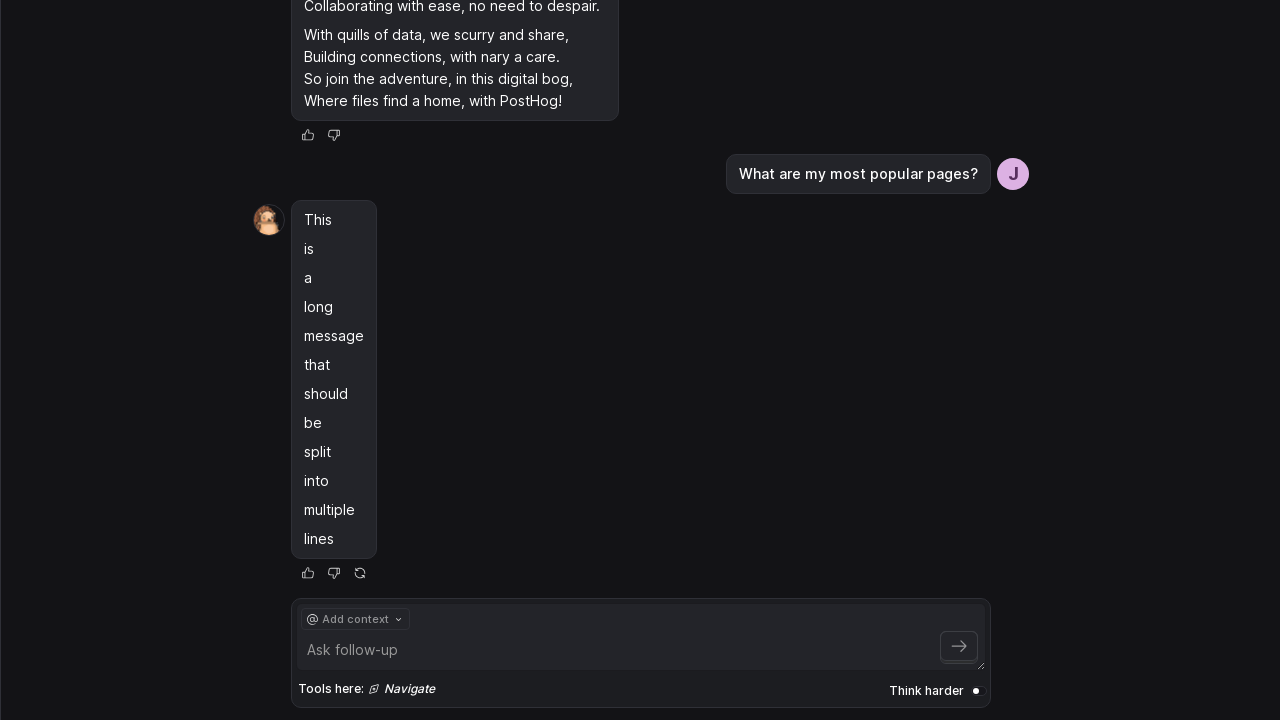 Collaborating with ease, no need to despair.
With quills of data, we scurry and share,
Building connections, with nary a care.
So join the adventure, in this digital bog,
Where files find a home, with PostHog!
What are my most popular pages?
J
This
is
a
long
message
that
should
be
split
into
multiple
lines
@ Add context
Ask follow-up
Tools here: Navigate
Think harder